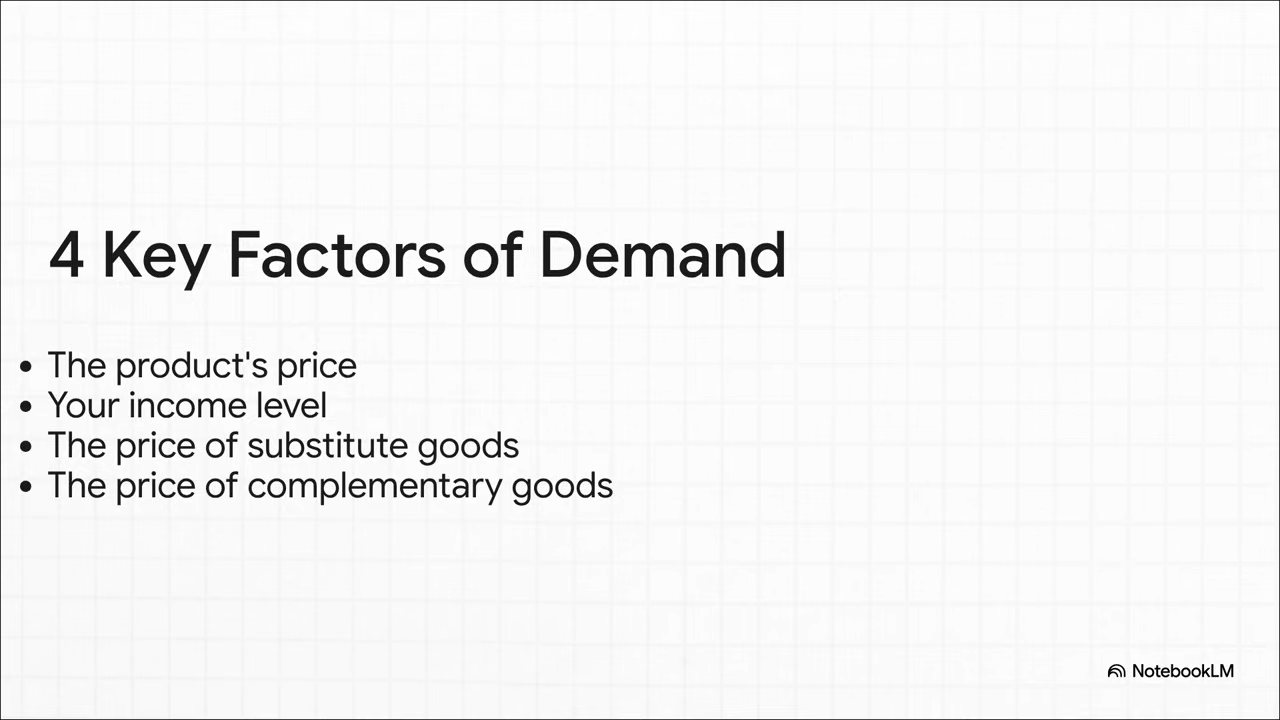 4 Key Factors of Demand
• The product's price
• Your income level
• The price of substitute goods
• The price of complementary goods
NotebookLM